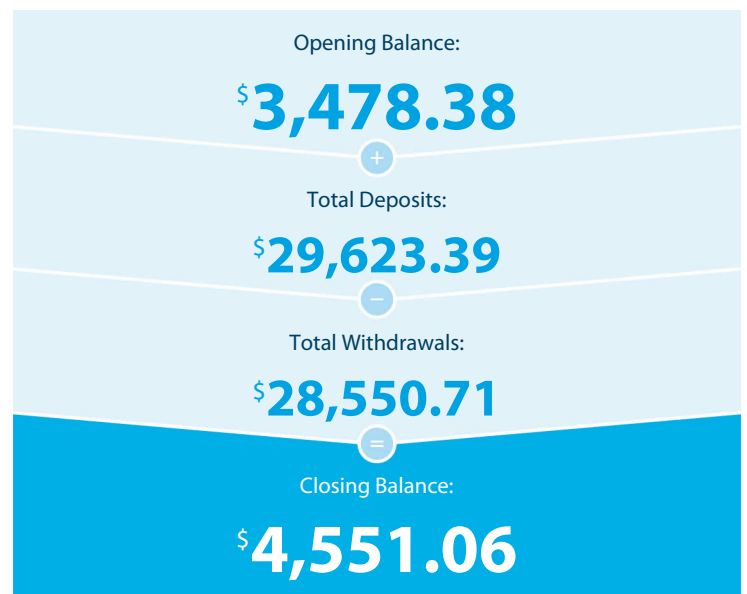 Opening Balance:
$3,478.38
+
Total Deposits:
$29,623.39
−
Total Withdrawals:
$28,550.71
=
Closing Balance:
$4,551.06